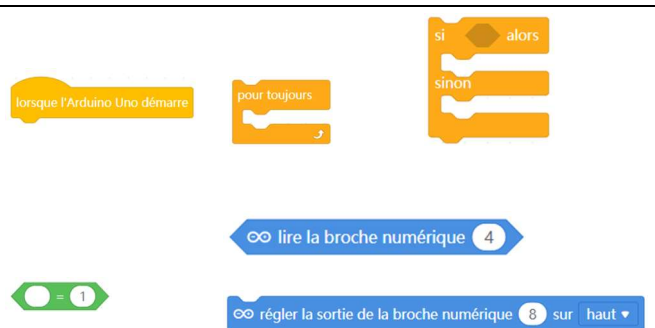 si alors
sinon
lorsque l'Arduino Uno démarre
pour toujours
lire la broche numérique 4
= 1
régler la sortie de la broche numérique 8 sur haut